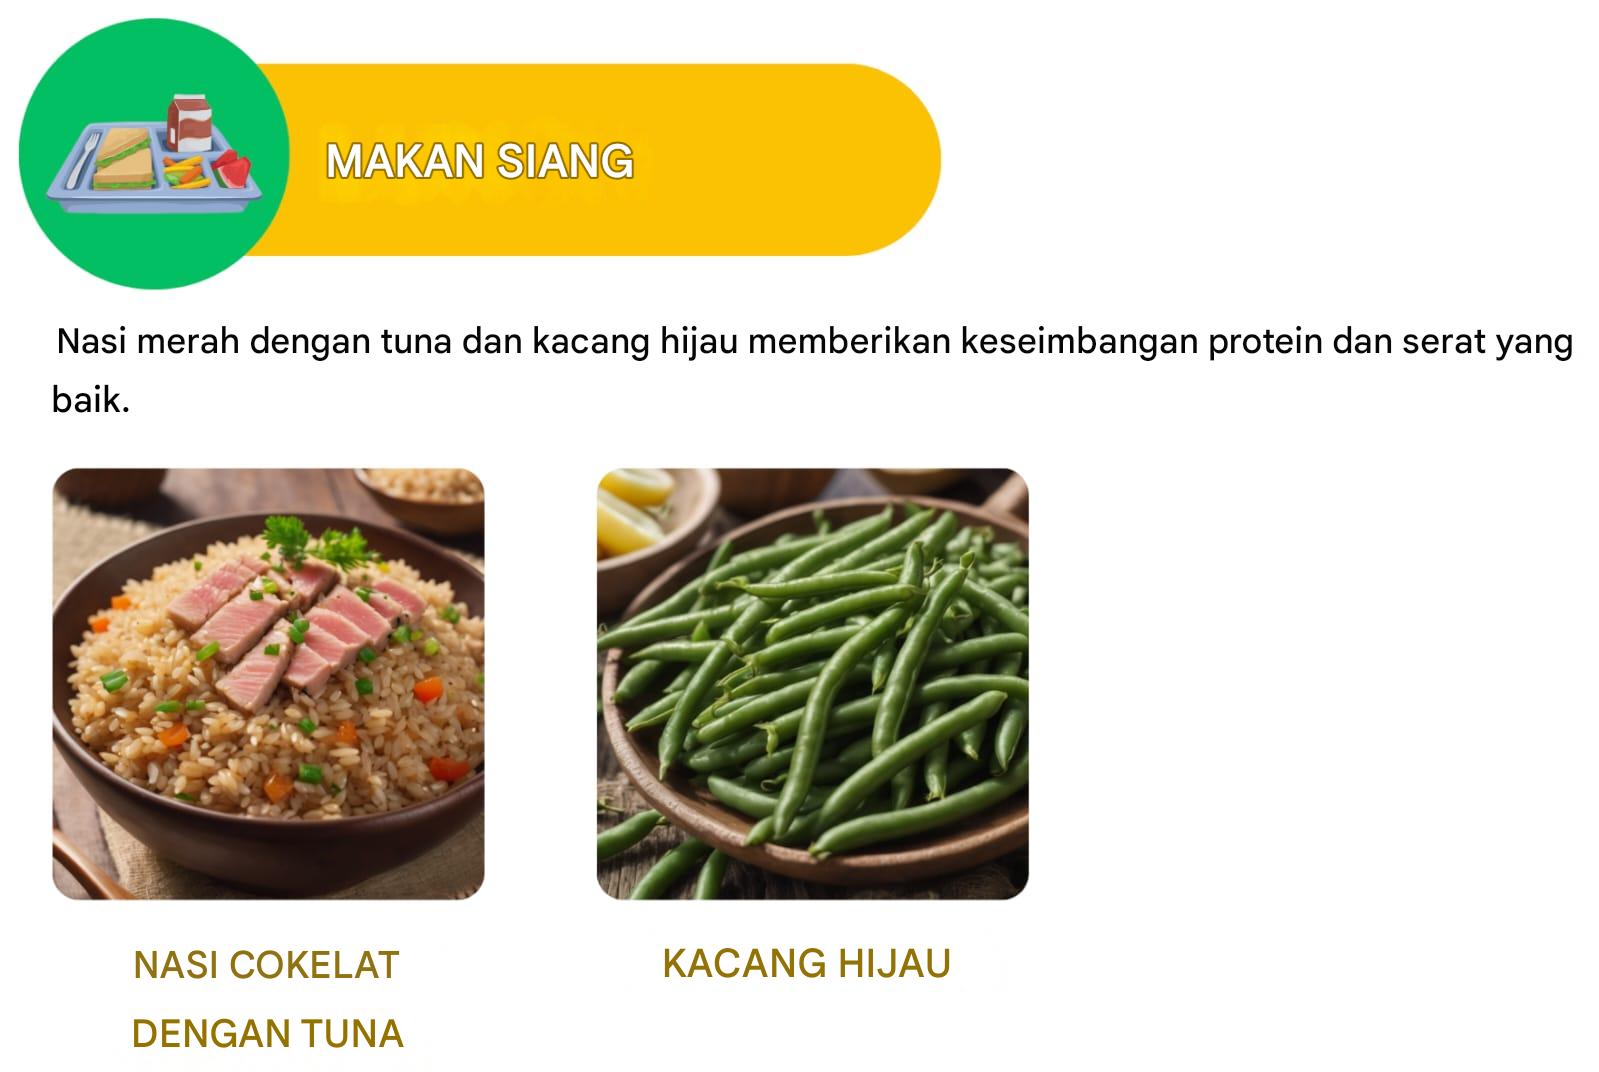 MAKAN SIANG
Nasi merah dengan tuna dan kacang hijau memberikan keseimbangan protein dan serat yang
baik.
NASI COKELAT
DENGAN TUNA
KACANG HIJAU